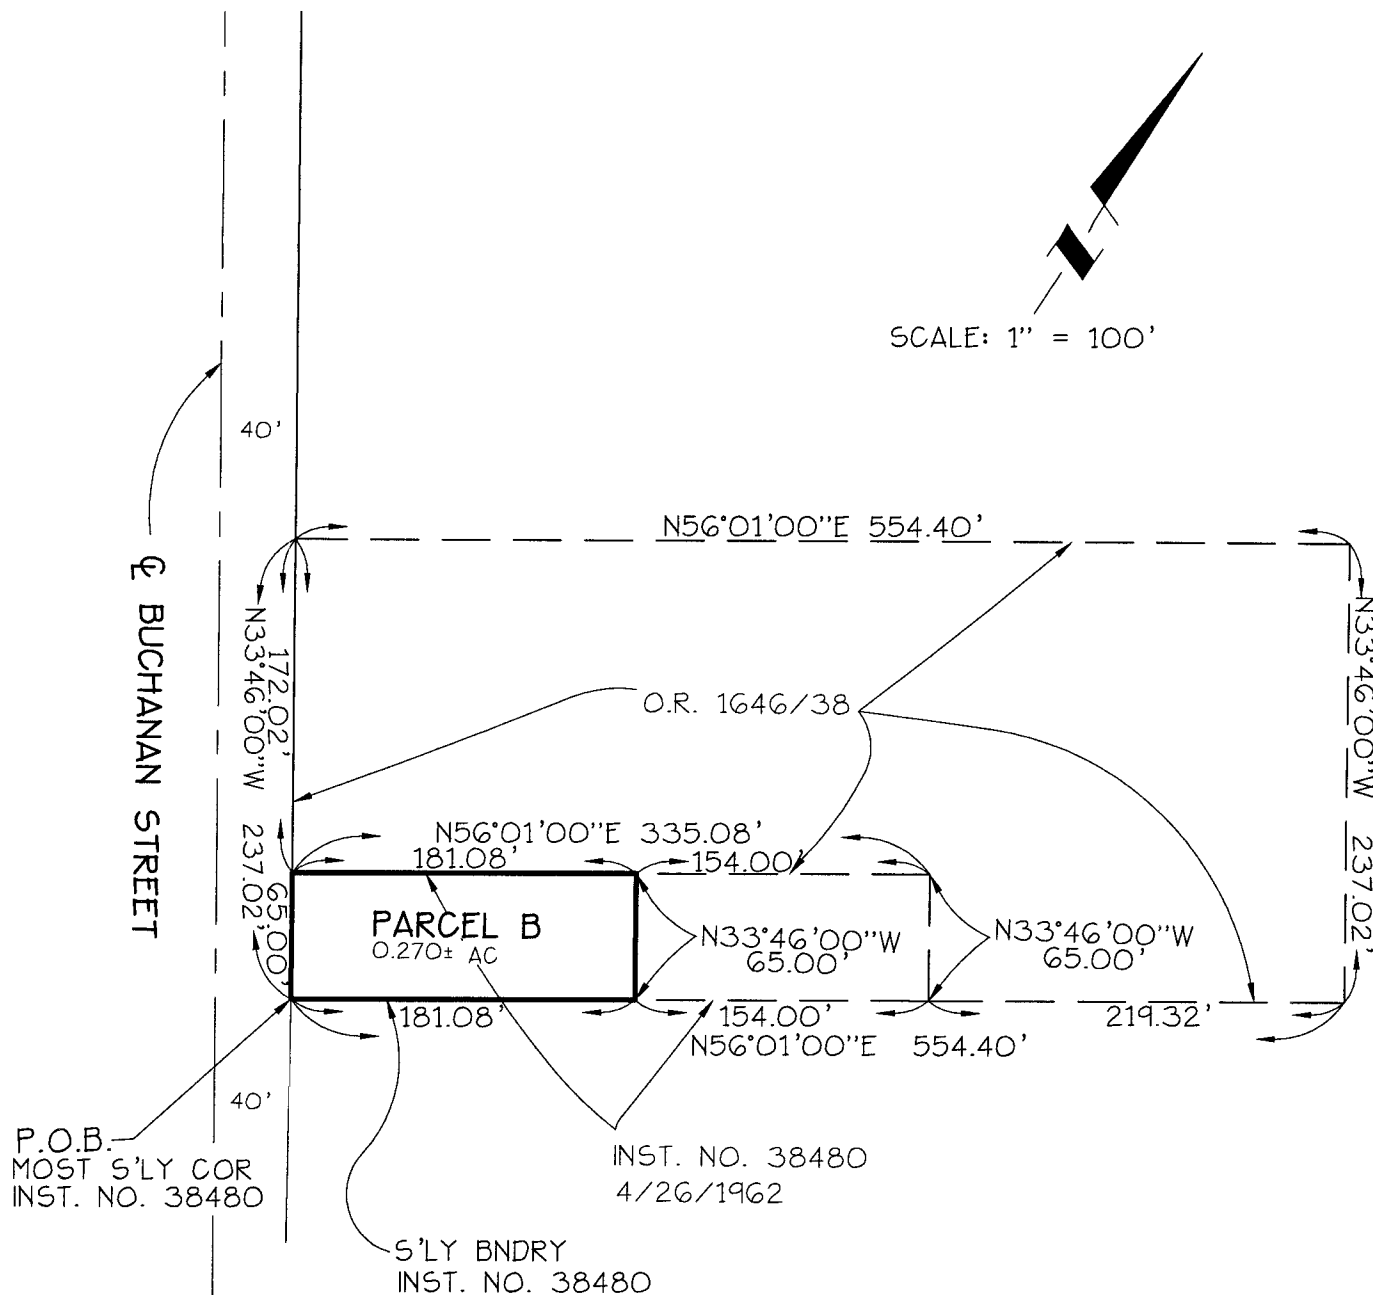 SCALE: 1" = 100'
40'
N56°01'00"E 554.40'
℄ BUCHANAN STREET
N33°46'00"W 237.02'
172.02'
65.00'
N33°46'00"W 237.02'
O.R. 1646/38
N56°01'00"E 335.08'
181.08'
154.00'
PARCEL B
0.270± AC
N33°46'00"W
65.00'
N33°46'00"W
65.00'
181.08'
154.00'
219.32'
N56°01'00"E 554.40'
40'
P.O.B.
MOST S'LY COR
INST. NO. 38480
INST. NO. 38480
4/26/1962
S'LY BNDRY
INST. NO. 38480